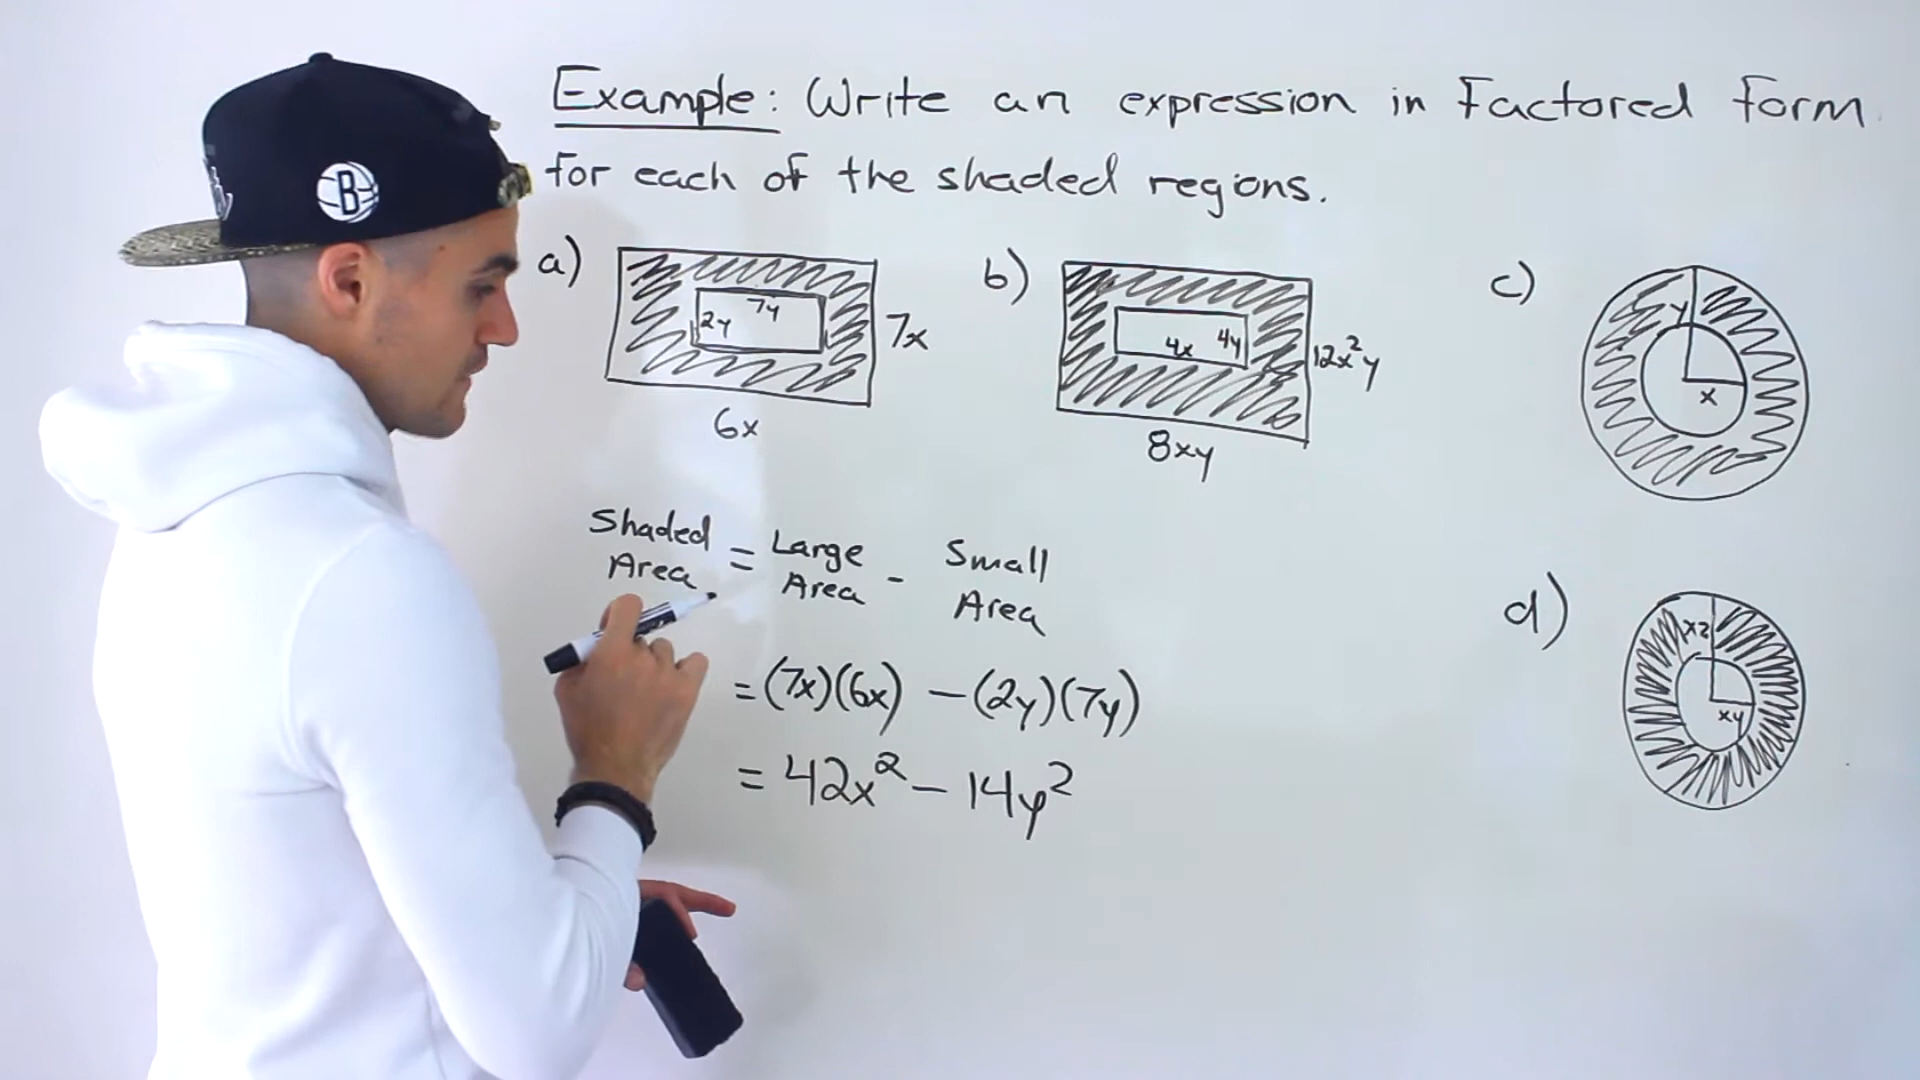 Example: Write an expression in Factored Form
for each of the shaded regions.
a)
7y
2y
7x
6x
b)
4x 4y
12x²y
8xy
c)
y
x
Shaded Area = Large Area - Small Area
= (7x)(6x) - (2y)(7y)
= 42x² - 14y²
d)
xz
xy
B